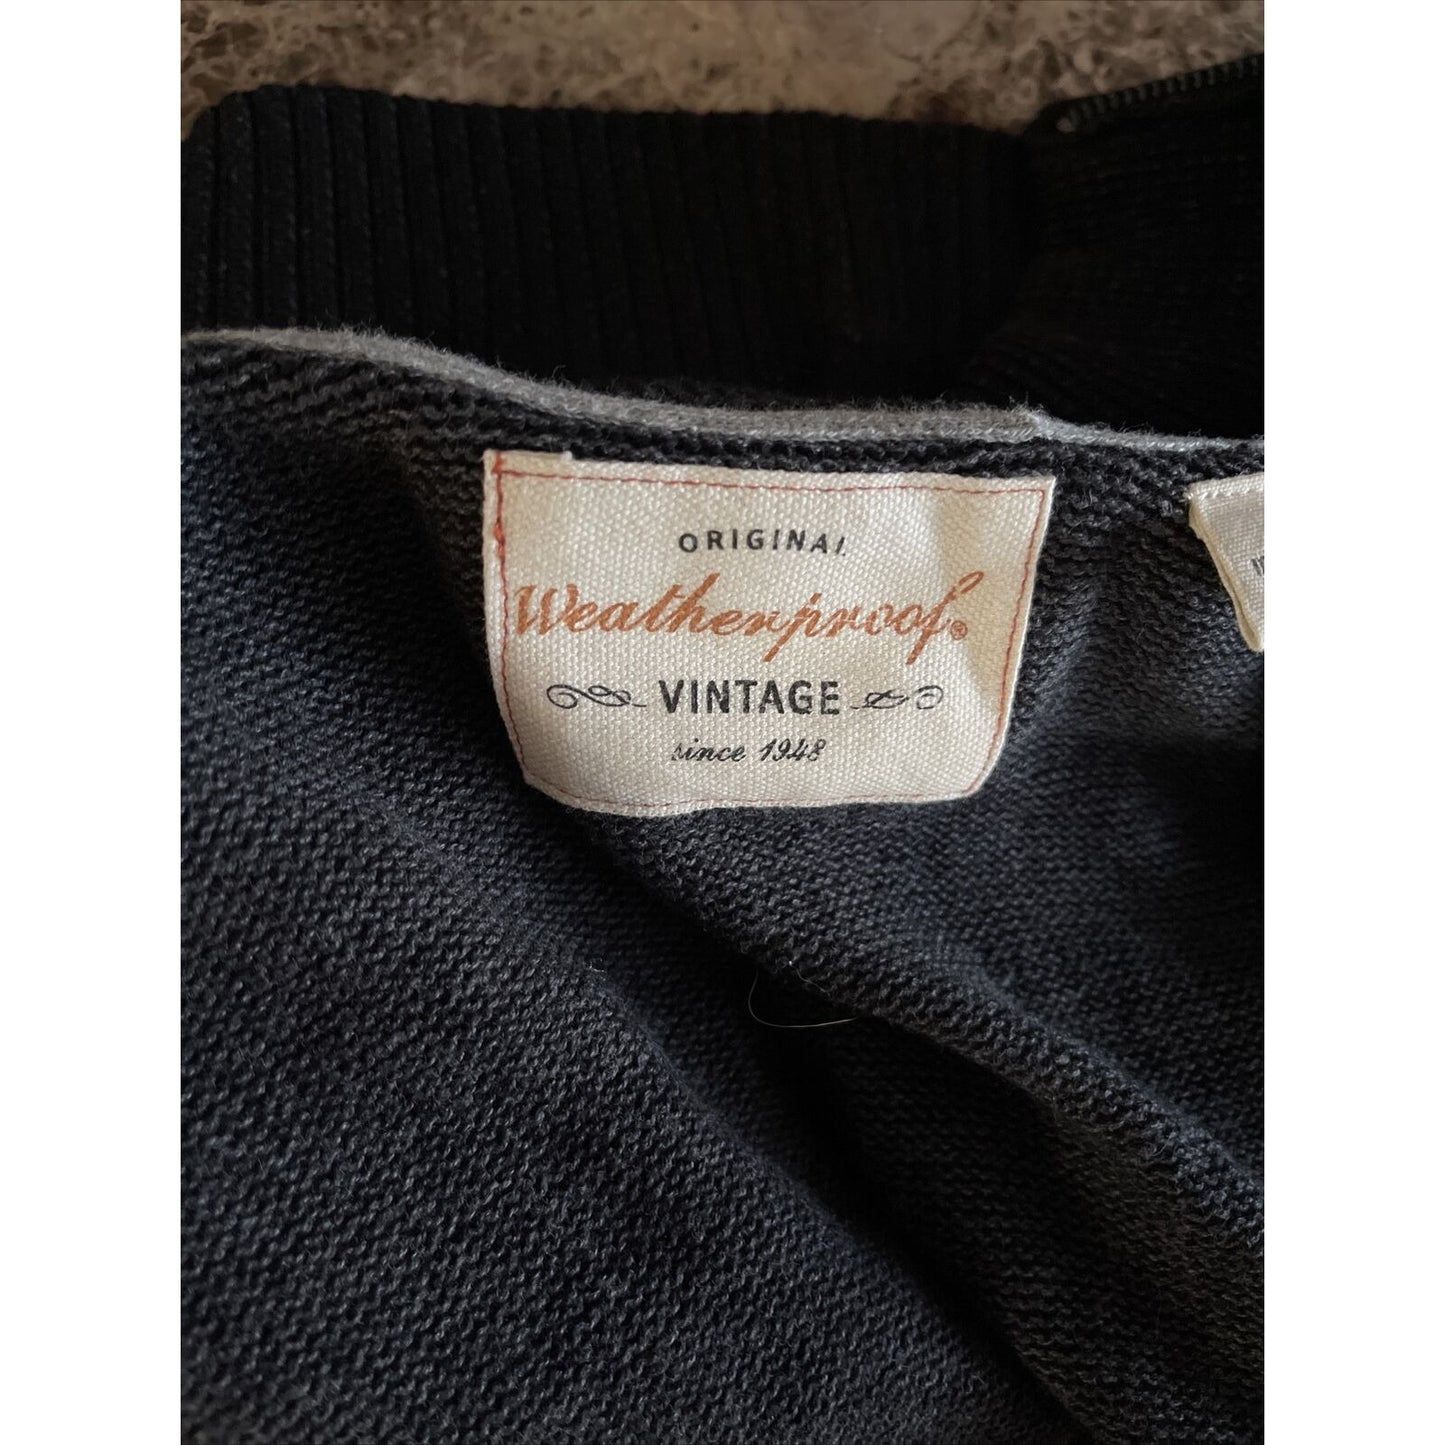 ORIGINAL
Weatherproof®
VINTAGE
since 1948